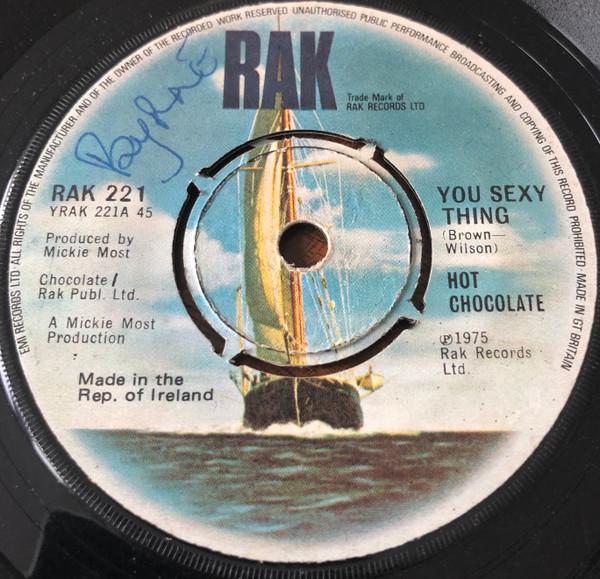 EMI RECORDS LTD·ALL RIGHTS OF THE MANUFACTURER AND OF THE OWNER OF THE RECORDED WORK RESERVED UNAUTHORISED PUBLIC PERFORMANCE BROADCASTING AND COPYING OF THIS RECORD PROHIBITED·MADE IN GT BRITAIN
RAK
Trade Mark of
RAK RECORDS LTD
Byrne
RAK 221
YRAK 221A 45
Produced by
Mickie Most
Chocolate/
Rak Publ. Ltd.
A Mickie Most
Production
Made in the
Rep. of Ireland
YOU SEXY
THING
(Brown—
Wilson)
HOT
CHOCOLATE
℗1975
Rak Records
Ltd.